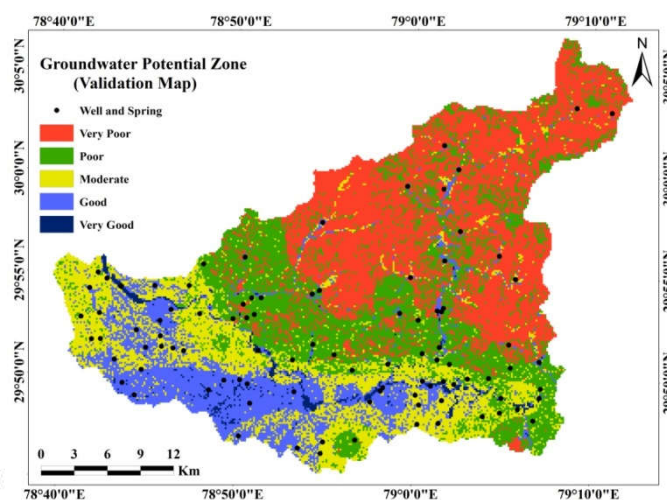 78°40'0"E 78°50'0"E 79°0'0"E 79°10'0"E
Groundwater Potential Zone
(Validation Map)
Well and Spring
Very Poor
Poor
Moderate
Good
Very Good
N
30°5'0"N
30°0'0"N
29°55'0"N
29°50'0"N
0 3 6 9 12
Km
78°40'0"E 78°50'0"E 79°0'0"E 79°10'0"E